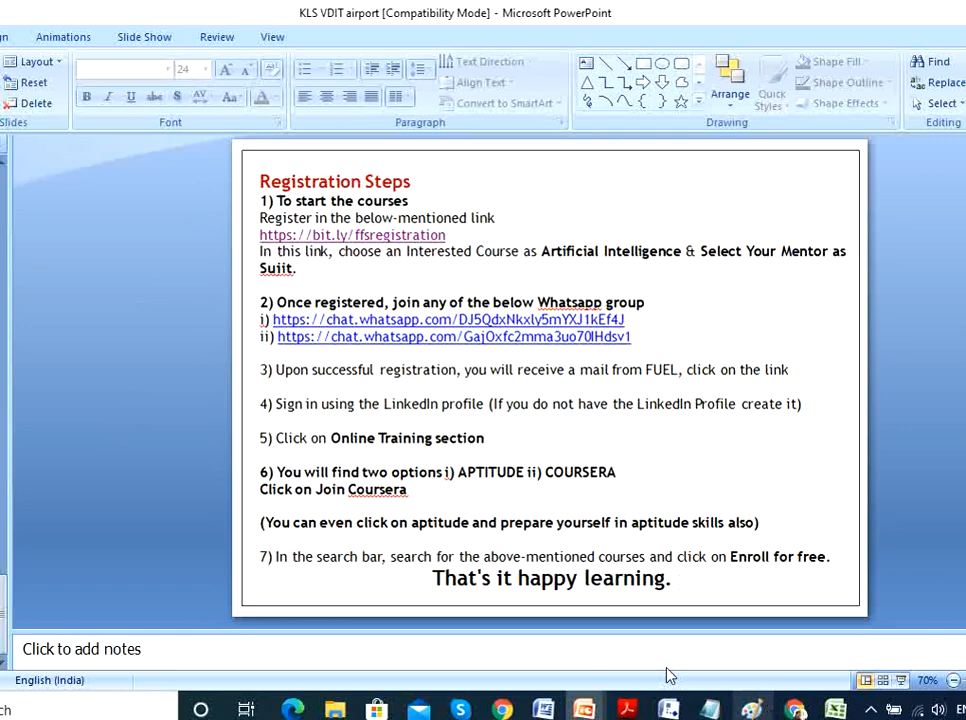 KLS VDIT airport [Compatibility Mode] - Microsoft PowerPoint
Animations Slide Show Review View
Layout Reset Delete
24
Text Direction Align Text Convert to SmartArt
Arrange Quick Styles
Shape Fill Shape Outline Shape Effects
Find Replace Select
Slides Font Paragraph Drawing Editing
Registration Steps
1) To start the courses
Register in the below-mentioned link
https://bit.ly/ffsregistration
In this link, choose an Interested Course as Artificial Intelligence & Select Your Mentor as
Sujit.
2) Once registered, join any of the below Whatsapp group
i) https://chat.whatsapp.com/DJ5QdxNkxly5mYXJ1kEf4J
ii) https://chat.whatsapp.com/GajOxfc2mma3uo70IHdsv1
3) Upon successful registration, you will receive a mail from FUEL, click on the link
4) Sign in using the LinkedIn profile (If you do not have the LinkedIn Profile create it)
5) Click on Online Training section
6) You will find two options i) APTITUDE ii) COURSERA
Click on Join Coursera
(You can even click on aptitude and prepare yourself in aptitude skills also)
7) In the search bar, search for the above-mentioned courses and click on Enroll for free.
That's it happy learning.
Click to add notes
English (India) 70%